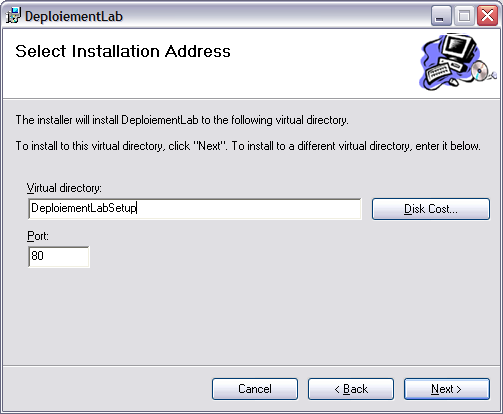 DeploiementLab
Select Installation Address
The installer will install DeploiementLab to the following virtual directory.
To install to this virtual directory, click "Next". To install to a different virtual directory, enter it below.
Virtual directory:
DeploiementLabSetup
Disk Cost...
Port:
80
Cancel
< Back
Next >